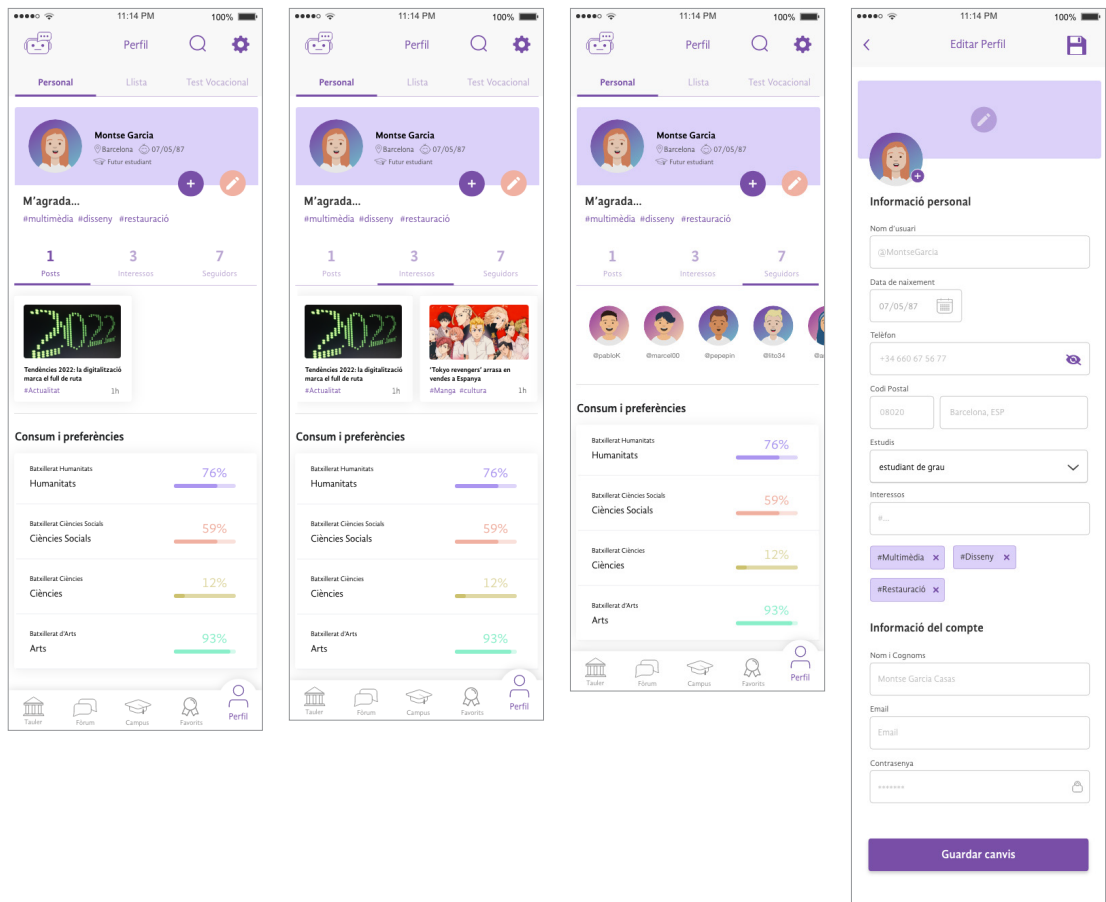 11:14 PM 100%
Perfil
Personal Llista Test Vocacional
Montse Garcia
Barcelona 07/05/87
Futur estudiant
M'agrada...
#multimèdia #disseny #restauració
1 3 7
Posts Interessos Seguidors
2022
Tendències 2022: la digitalització
marca el full de ruta
#Actualitat 1h
Consum i preferències
Batxillerat Humanitats
Humanitats 76%
Batxillerat Ciències Socials
Ciències Socials 59%
Batxillerat Ciències
Ciències 12%
Batxillerat d'Arts
Arts 93%
Tauler Fòrum Campus Favorits Perfil
11:14 PM 100%
Perfil
Personal Llista Test Vocacional
Montse Garcia
Barcelona 07/05/87
Futur estudiant
M'agrada...
#multimèdia #disseny #restauració
1 3 7
Posts Interessos Seguidors
2022
Tendències 2022: la digitalització
marca el full de ruta
#Actualitat 1h
'Tokyo revengers' arrasa en
vendes a Espanya
#Manga #cultura 1h
Consum i preferències
Batxillerat Humanitats
Humanitats 76%
Batxillerat Ciències Socials
Ciències Socials 59%
Batxillerat Ciències
Ciències 12%
Batxillerat d'Arts
Arts 93%
Tauler Fòrum Campus Favorits Perfil
11:14 PM 100%
Perfil
Personal Llista Test Vocacional
Montse Garcia
Barcelona 07/05/87
Futur estudiant
M'agrada...
#multimèdia #disseny #restauració
1 3 7
Posts Interessos Seguidors
@pabloK @marcel00 @pepepin @lito34
Consum i preferències
Batxillerat Humanitats
Humanitats 76%
Batxillerat Ciències Socials
Ciències Socials 59%
Batxillerat Ciències
Ciències 12%
Batxillerat d'Arts
Arts 93%
Tauler Fòrum Campus Favorits Perfil
11:14 PM 100%
Editar Perfil
Informació personal
Nom d'usuari
@MontseGarcia
Data de naixement
07/05/87
Telèfon
+34 660 67 56 77
Codi Postal
08020 Barcelona, ESP
Estudis
estudiant de grau
Interessos
#...
#Multimèdia × #Disseny ×
#Restauració ×
Informació del compte
Nom i Cognoms
Montse Garcia Casas
Email
Email
Contrasenya
*******
Guardar canvis